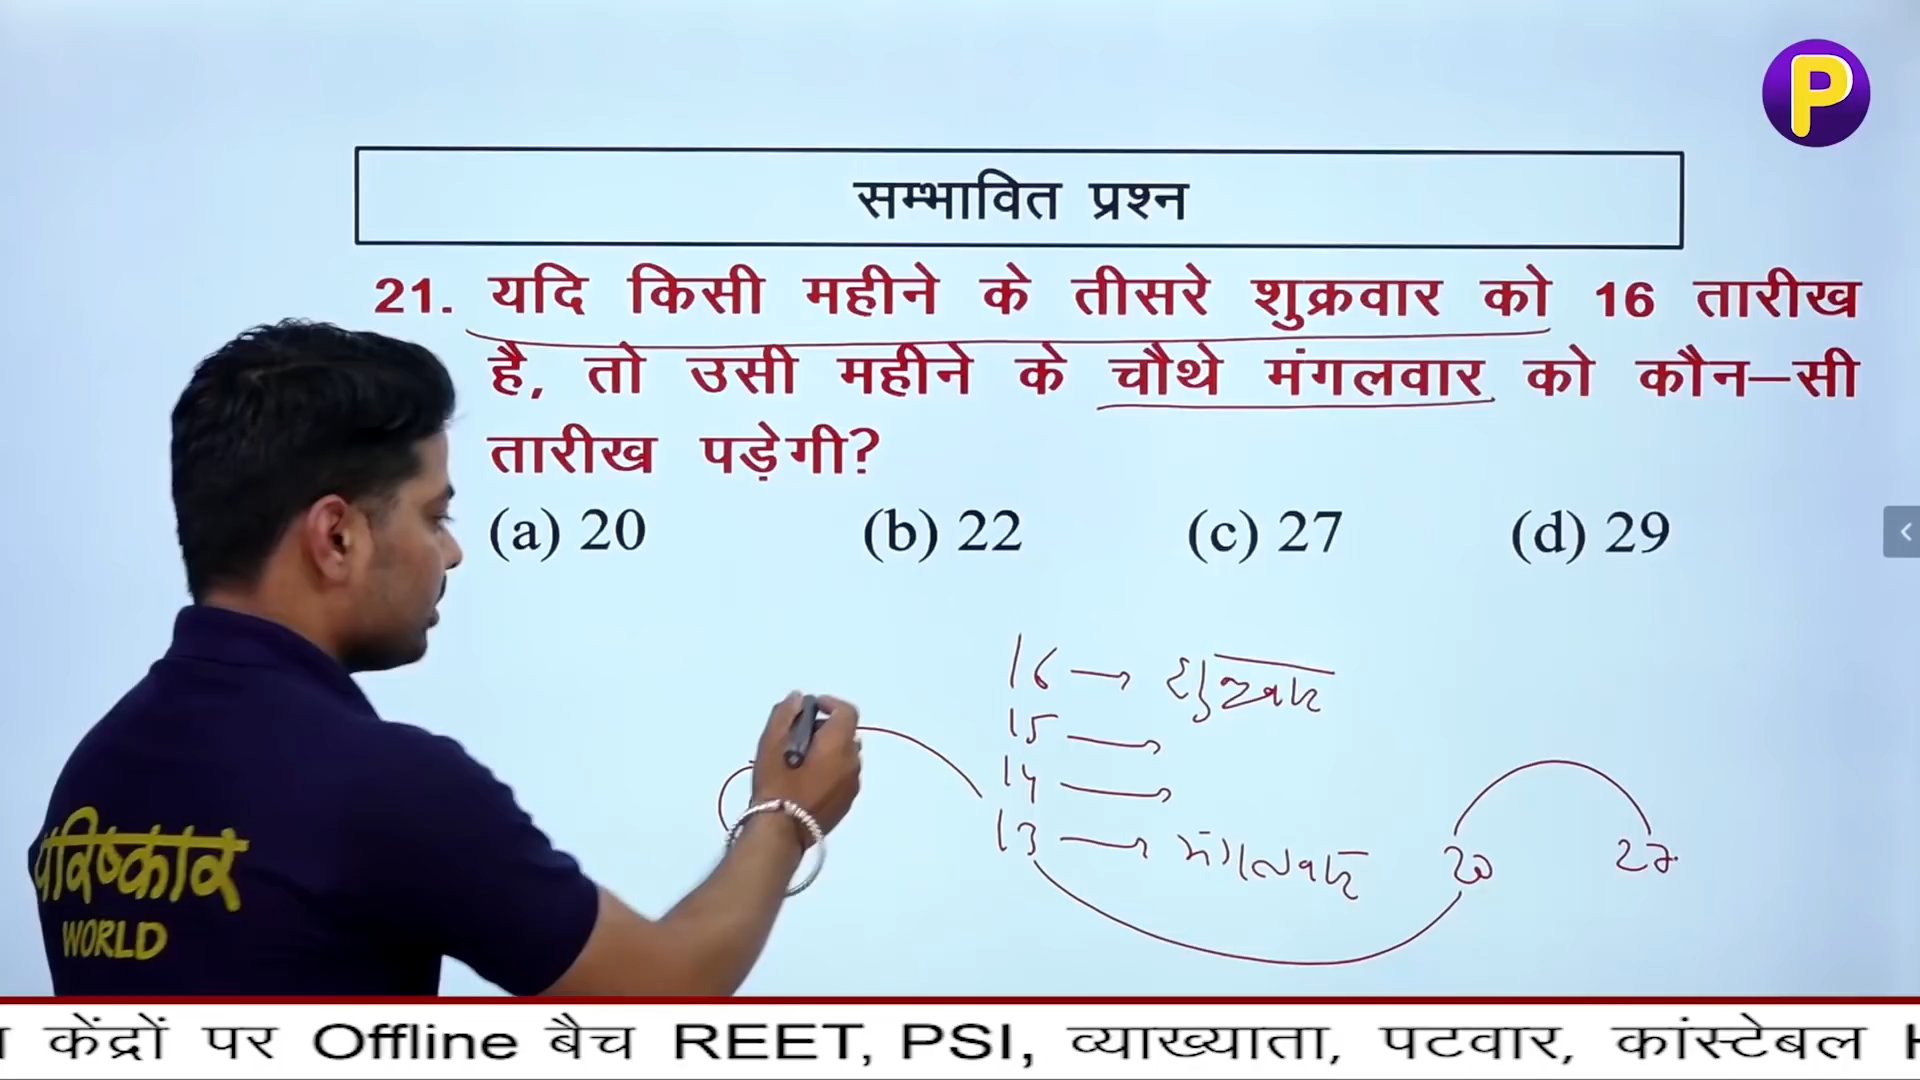 P
सम्भावित प्रश्न
21. यदि किसी महीने के तीसरे शुक्रवार को 16 तारीख
है, तो उसी महीने के चौथे मंगलवार को कौन–सी
तारीख पड़ेगी?
(a) 20 (b) 22 (c) 27 (d) 29
16 → शुक्रवार
15 →
14 →
13 → मंगलवार 20 27
परिष्कार
WORLD
केंद्रों पर Offline बैच REET, PSI, व्याख्याता, पटवार, कांस्टेबल